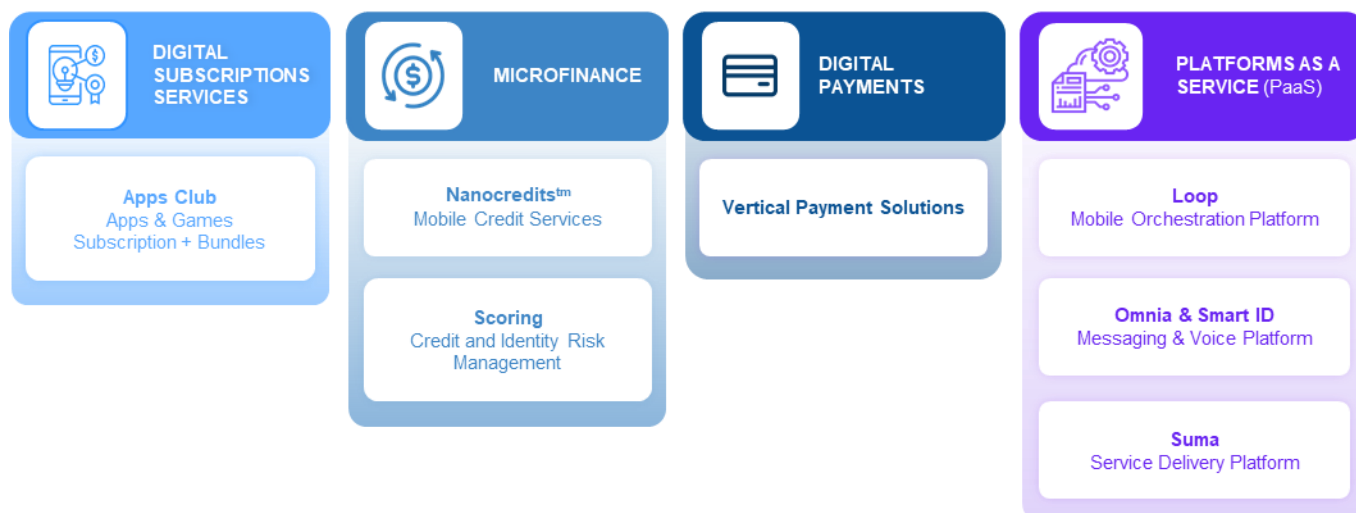 DIGITAL
SUBSCRIPTIONS
SERVICES
Apps Club
Apps & Games
Subscription + Bundles
MICROFINANCE
Nanocredits™
Mobile Credit Services
Scoring
Credit and Identity Risk
Management
DIGITAL
PAYMENTS
Vertical Payment Solutions
PLATFORMS AS A
SERVICE (PaaS)
Loop
Mobile Orchestration Platform
Omnia & Smart ID
Messaging & Voice Platform
Suma
Service Delivery Platform